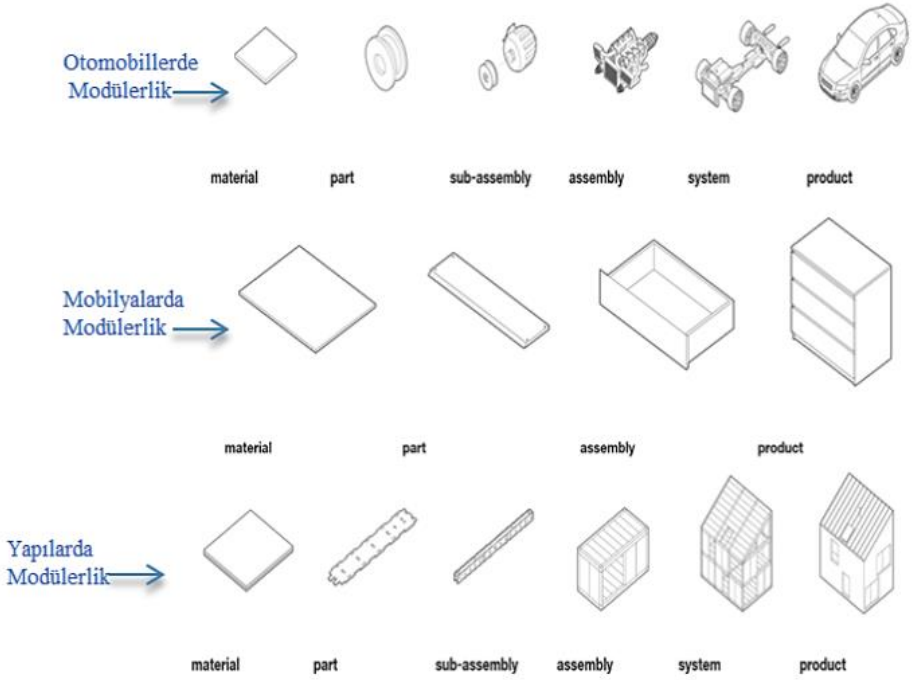 Otomobillerde
Modülerlik
material part sub-assembly assembly system product
Mobilyalarda
Modülerlik
material part assembly product
Yapılarda
Modülerlik
material part sub-assembly assembly system product